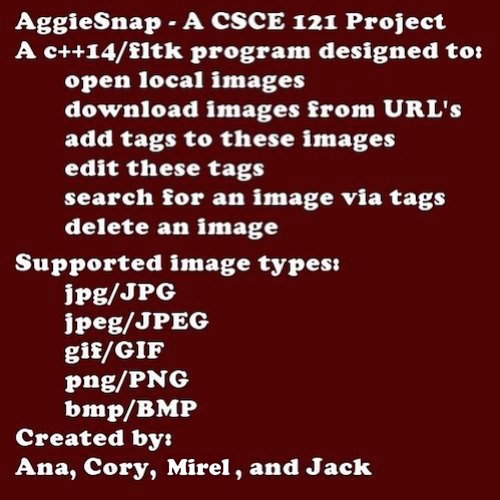 AggieSnap - A CSCE 121 Project
A c++14/fltk program designed to:
open local images
download images from URL's
add tags to these images
edit these tags
search for an image via tags
delete an image
Supported image types:
jpg/JPG
jpeg/JPEG
gif/GIF
png/PNG
bmp/BMP
Created by:
Ana, Cory, Mirel, and Jack